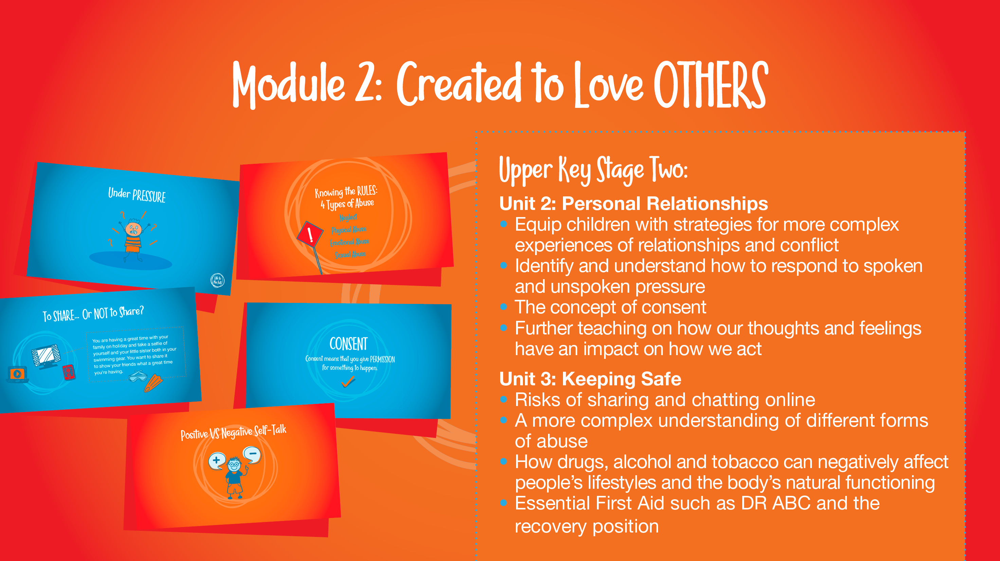 Module 2: Created to Love OTHERS
Under PRESSURE
Life to
the full
Knowing the RULES:
4 Types of Abuse
Neglect
Physical Abuse
Emotional Abuse
Sexual Abuse
!
To SHARE... Or NOT to Share?
You are having a great time with your
family on holiday and take a selfie of
yourself and your little sister both in your
swimming gear. You want to share it
to show your friends what a great time
you're having.
CONSENT
Consent means that you give PERMISSION
for something to happen.
Positive VS Negative Self-Talk
+
−
Upper Key Stage Two:
Unit 2: Personal Relationships
• Equip children with strategies for more complex
experiences of relationships and conflict
• Identify and understand how to respond to spoken
and unspoken pressure
• The concept of consent
• Further teaching on how our thoughts and feelings
have an impact on how we act
Unit 3: Keeping Safe
• Risks of sharing and chatting online
• A more complex understanding of different forms
of abuse
• How drugs, alcohol and tobacco can negatively affect
people’s lifestyles and the body’s natural functioning
• Essential First Aid such as DR ABC and the
recovery position